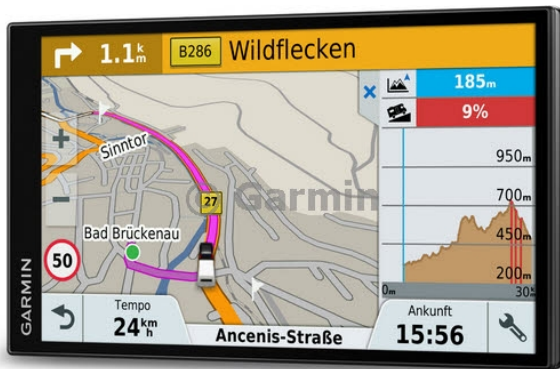 1.1 km
B286
Wildflecken
185m
9%
Sinntor
27
© Garmin
Bad Brückenau
50
950m
700m
450m
200m
0m
GARMIN
Tempo
24 km h
Ancenis-Straße
Ankunft
15:56